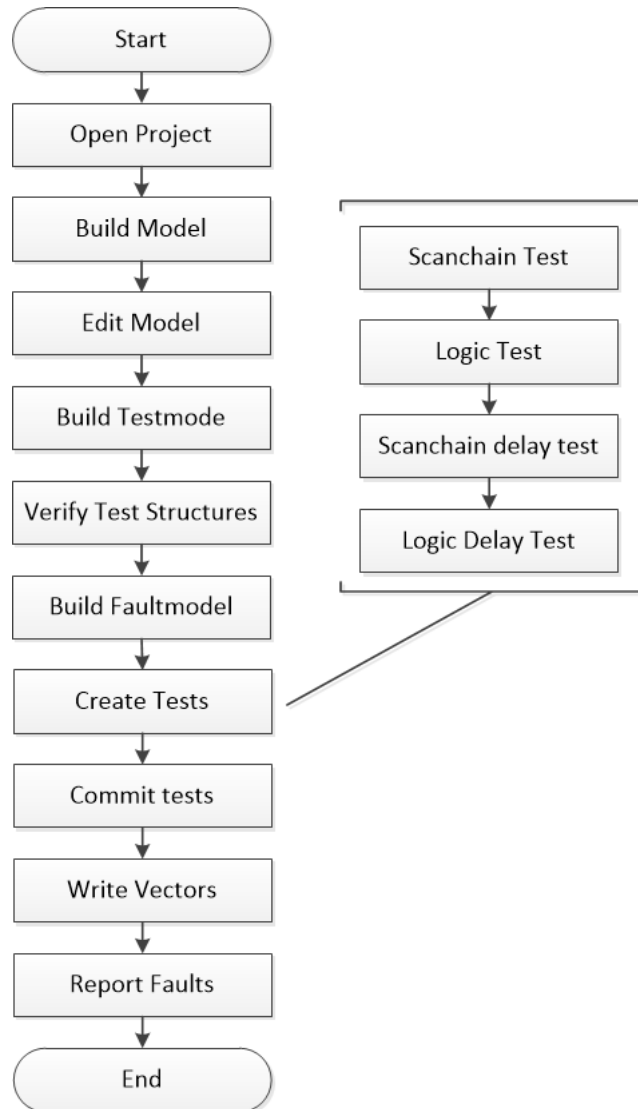 Start
Open Project
Build Model
Edit Model
Build Testmode
Verify Test Structures
Build Faultmodel
Create Tests
Commit tests
Write Vectors
Report Faults
End
Scanchain Test
Logic Test
Scanchain delay test
Logic Delay Test